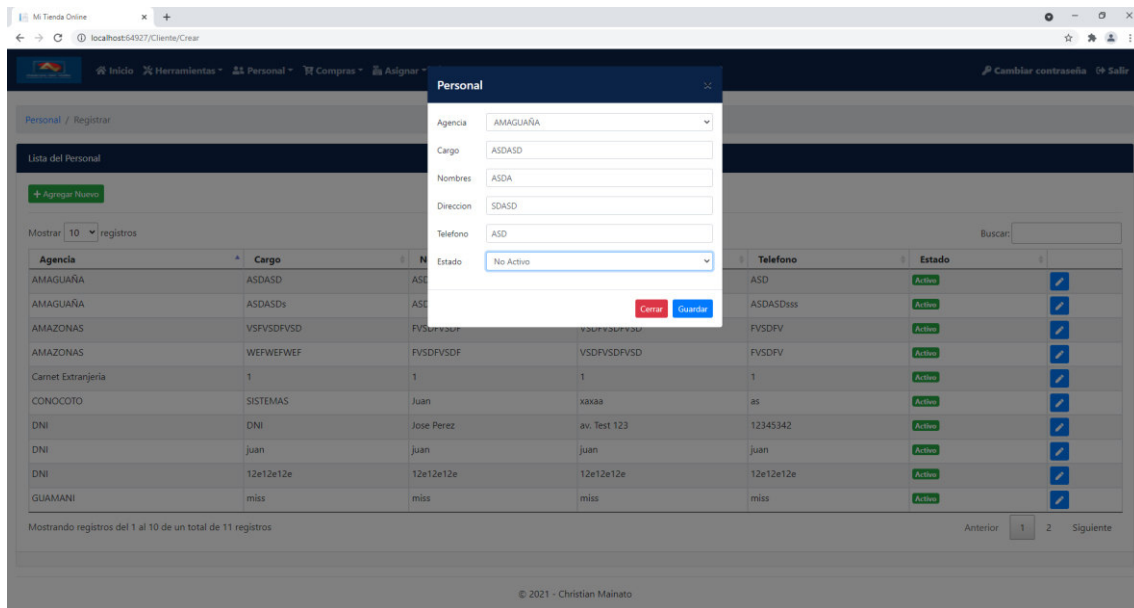 Mi Tienda Online
localhost:64927/Cliente/Crear
Inicio Herramientas Personal Compras Asignar Cambiar contraseña Salir
Personal / Registrar
Lista del Personal
+ Agregar Nuevo
Mostrar 10 registros Buscar:
Agencia Cargo N Telefono Estado
AMAGUAÑA ASDASD ASD Activo
AMAGUAÑA ASDASDs ASDASDsss Activo
AMAZONAS VSFVSDFVSD FVSDFVSDF VSDFVSDFVSD FVSDFV Activo
AMAZONAS WEFWEFWEF FVSDFVSDF VSDFVSDFVSD FVSDFV Activo
Carnet Extranjería 1 1 1 1 Activo
CONOCOTO SISTEMAS Juan xaxaa as Activo
DNI DNI Jose Perez av. Test 123 12345342 Activo
DNI juan juan juan juan Activo
DNI 12e12e12e 12e12e12e 12e12e12e 12e12e12e Activo
GUAMANI miss miss miss miss Activo
Mostrando registros del 1 al 10 de un total de 11 registros Anterior 1 2 Siguiente
Personal
Agencia AMAGUAÑA
Cargo ASDASD
Nombres ASDA
Direccion SDASD
Telefono ASD
Estado No Activo
Cerrar Guardar
© 2021 - Christian Mainato